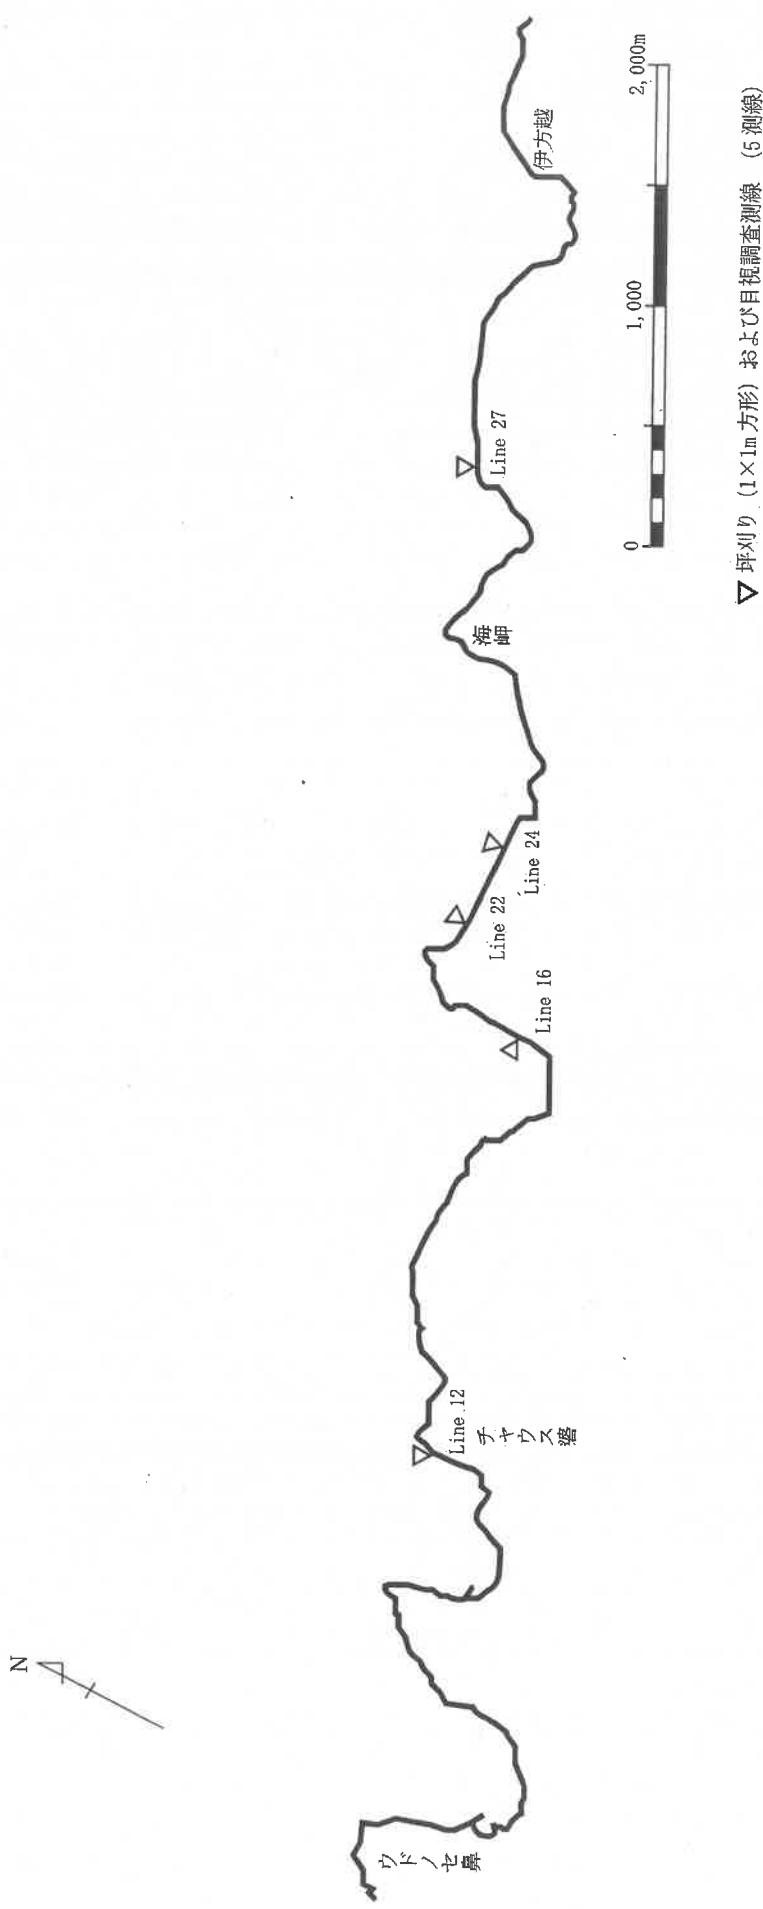 N
ウドノセ鼻
Line 12
チャウス礁
Line 16
Line 22
Line 24
海岬
Line 27
伊方越
0
1,000
2,000m
▽ 坪刈り (1×1m 方形) および目視調査測線 (5 測線)